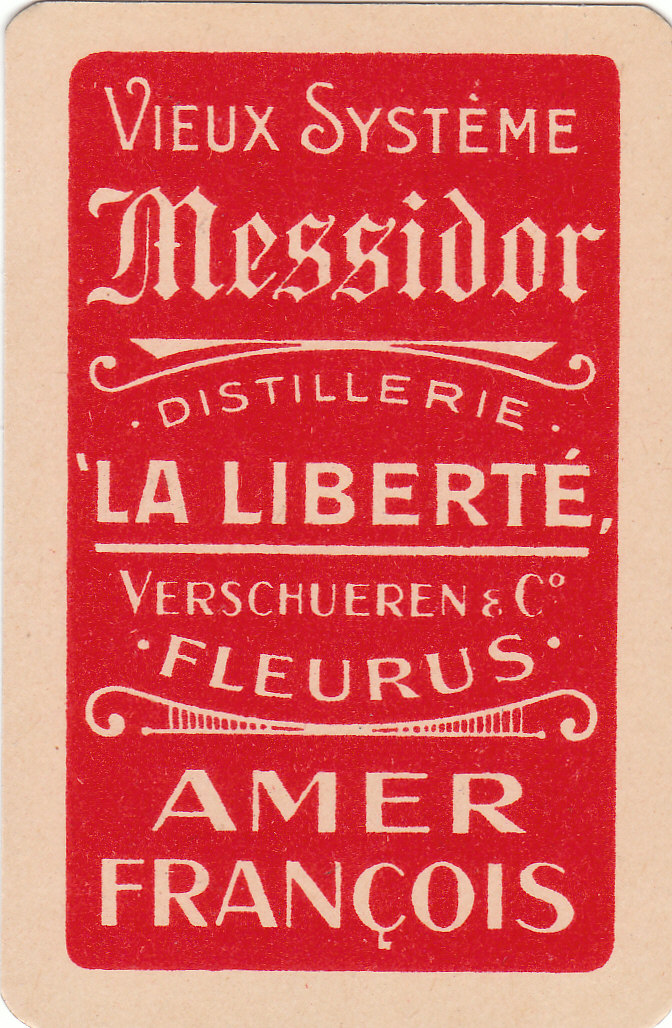 VIEUX SYSTÈME
Messidor
· DISTILLERIE ·
'LA LIBERTÉ,
VERSCHUEREN & Cº
· FLEURUS ·
AMER
FRANÇOIS